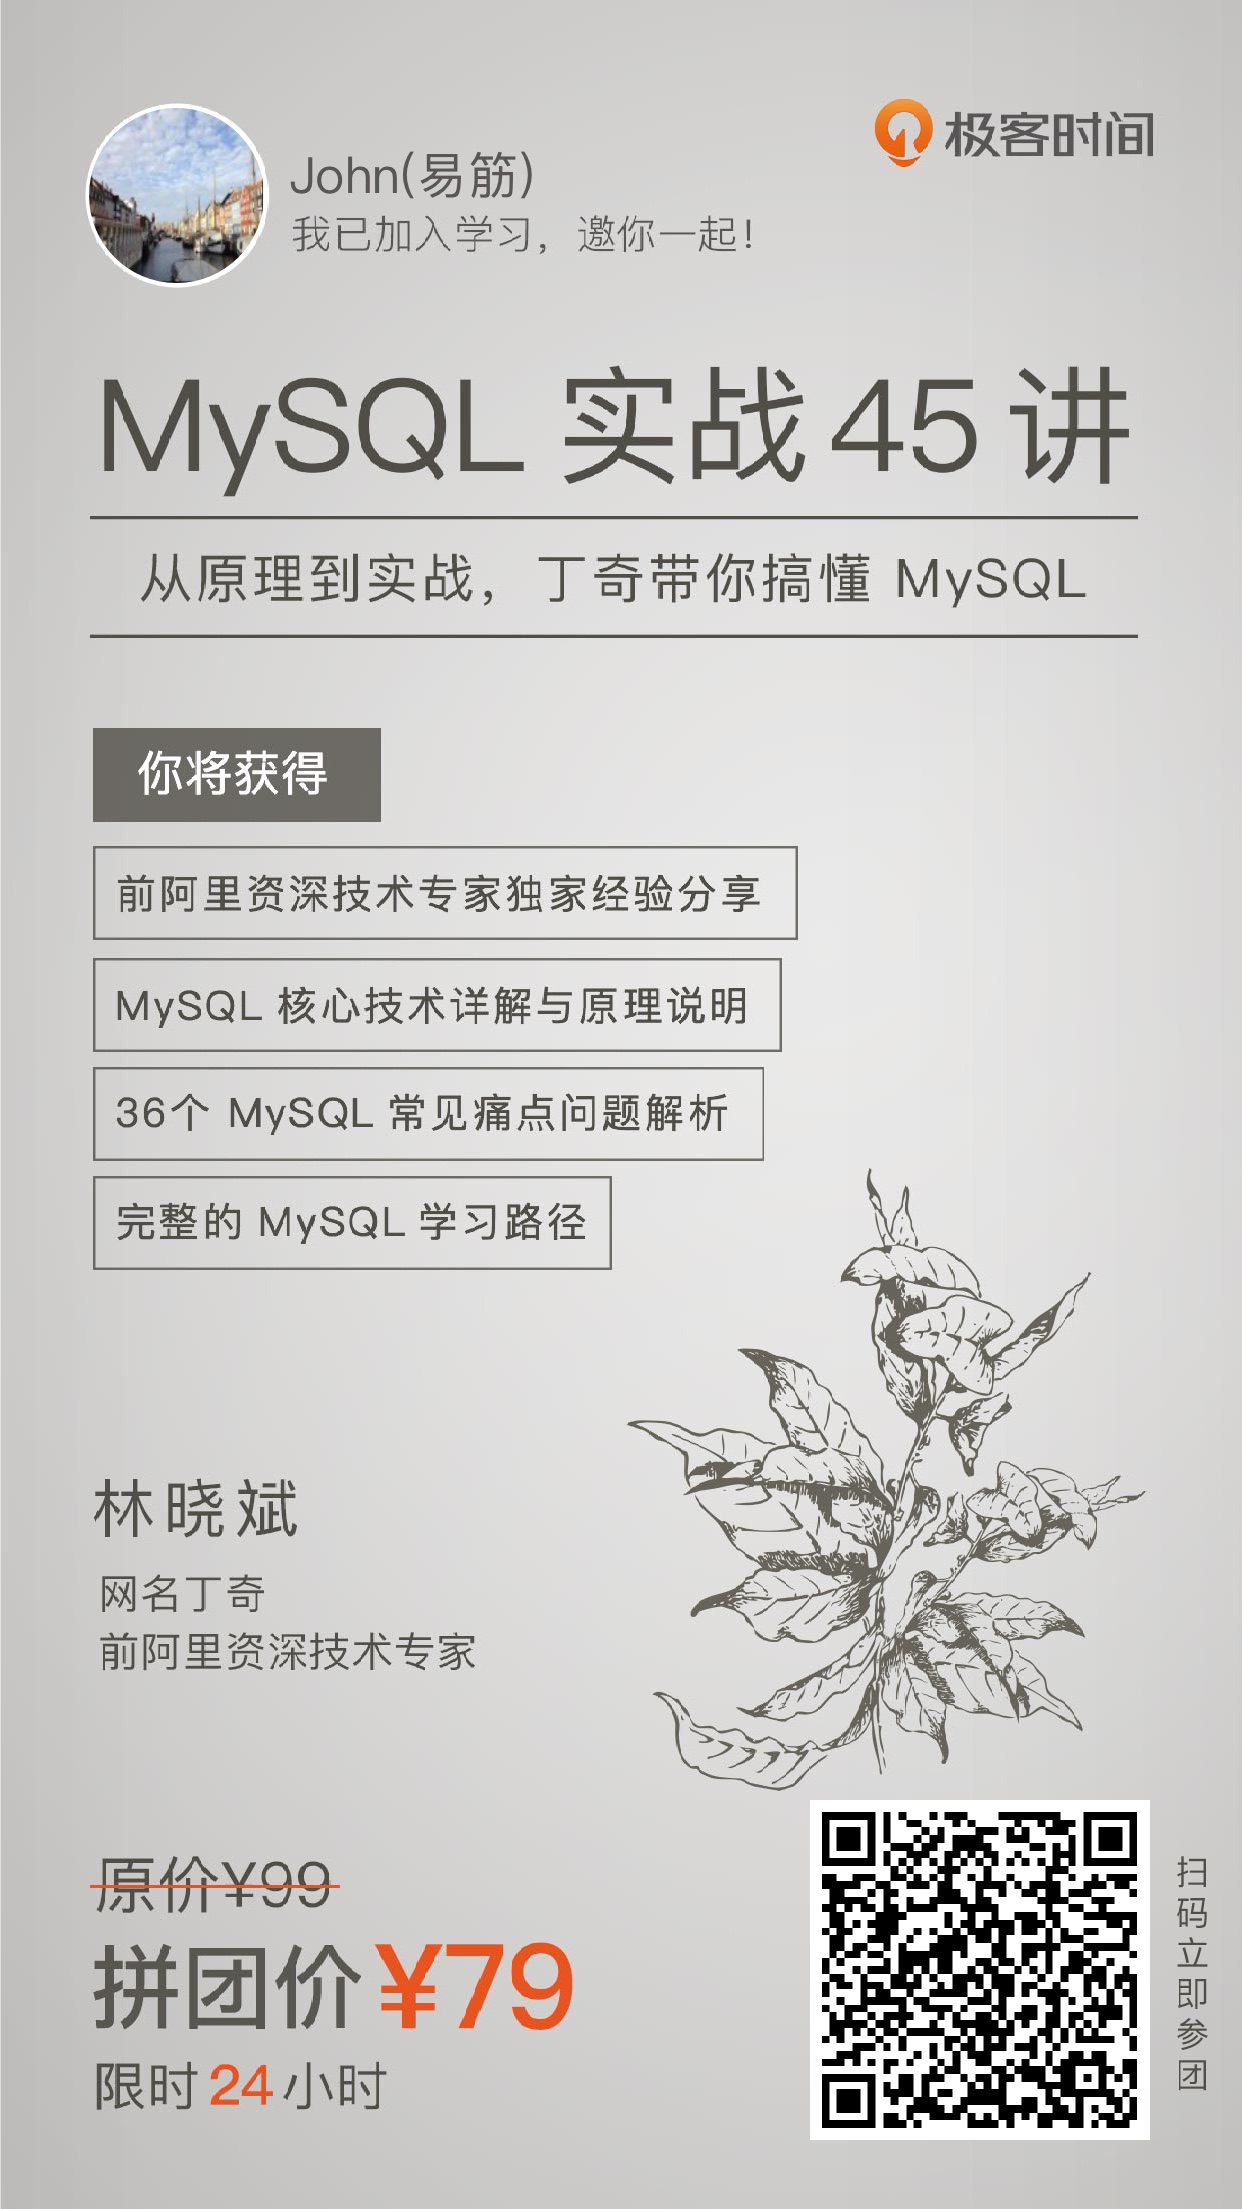 极客时间
John(易筋)
我已加入学习，邀你一起！
MySQL 实战45讲
从原理到实战，丁奇带你搞懂 MySQL
你将获得
前阿里资深技术专家独家经验分享
MySQL 核心技术详解与原理说明
36个 MySQL 常见痛点问题解析
完整的 MySQL 学习路径
林晓斌
网名丁奇
前阿里资深技术专家
原价¥99
拼团价¥79
限时24小时
扫码立即参团